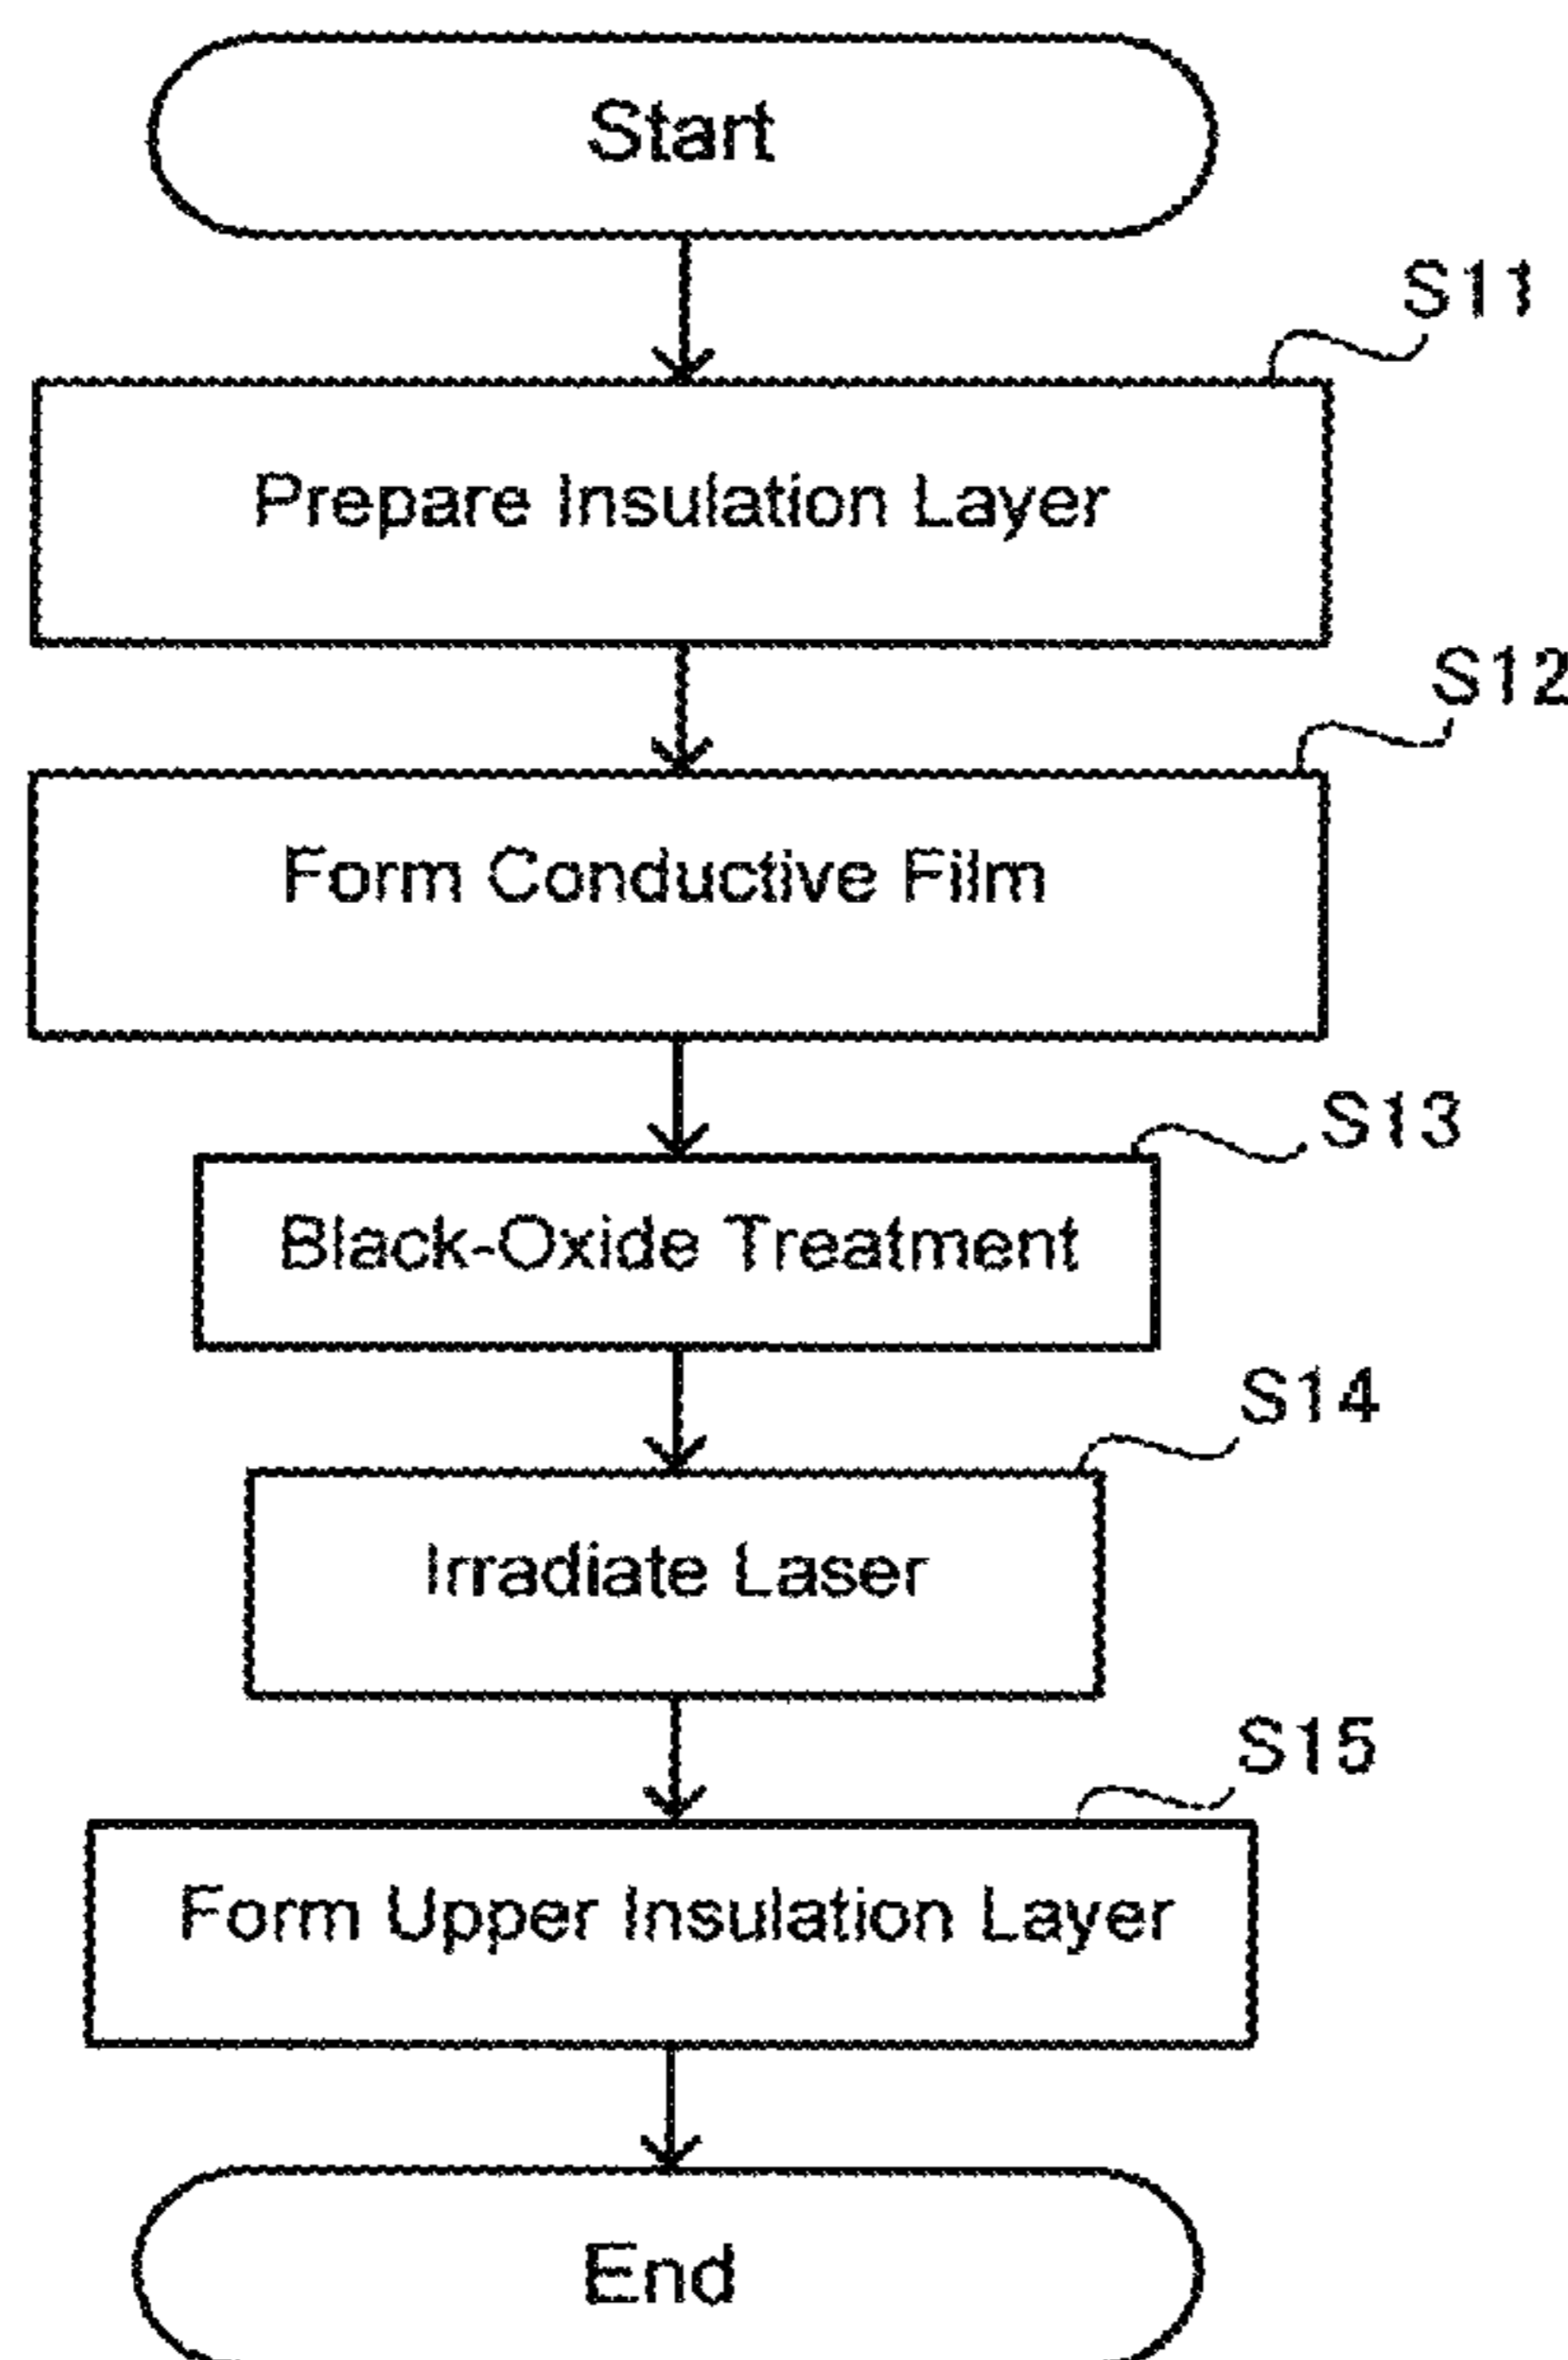 Start
S11
Prepare Insulation Layer
S12
Form Conductive Film
S13
Black-Oxide Treatment
S14
Irradiate Laser
S15
Form Upper Insulation Layer
End